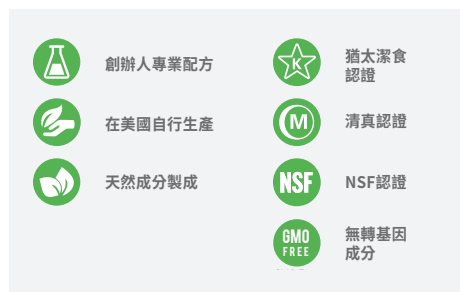 創辦人專業配方
在美國自行生產
天然成分製成
K
猶太潔食
認證
M
清真認證
NSF
NSF認證
GMO
FREE
無轉基因
成分